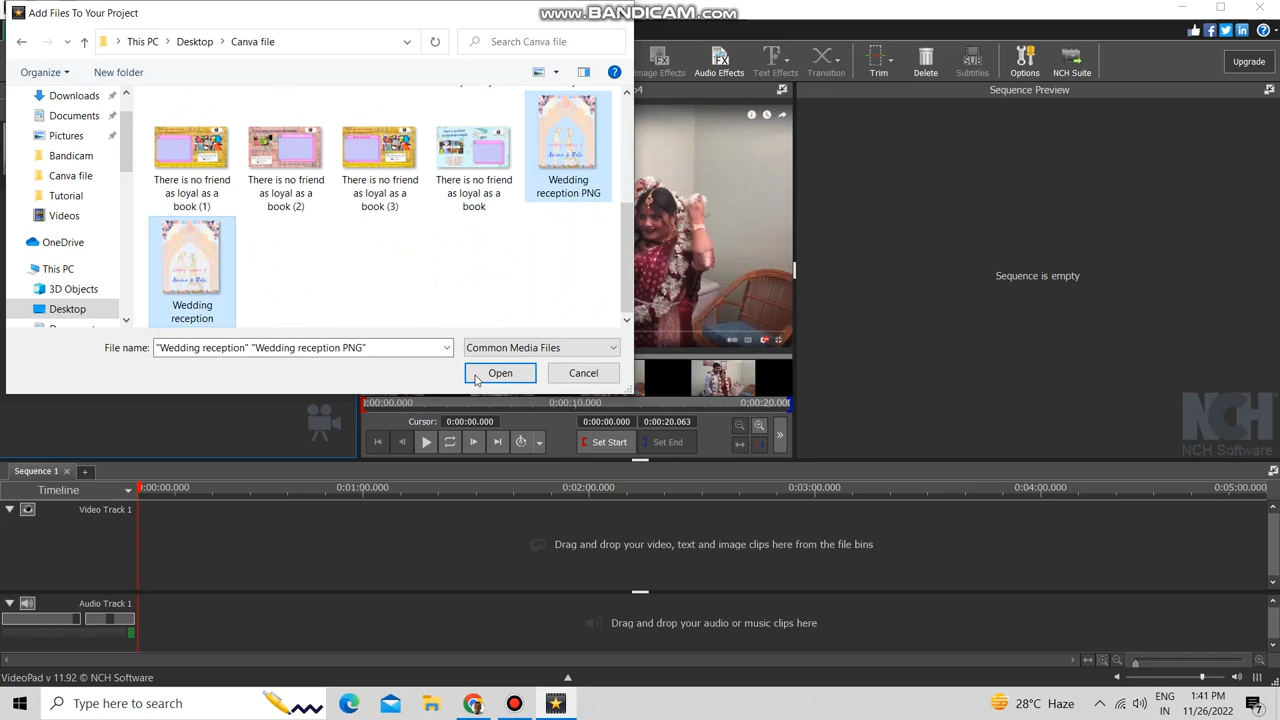 Add Files To Your Project
www.BANDICAM.com
This PC
Desktop
Canva file
Search Canva file
Organize
New folder
Downloads
Documents
Pictures
Bandicam
Canva file
Tutorial
Videos
OneDrive
This PC
3D Objects
Desktop
There is no friend
as loyal as a
book (1)
There is no friend
as loyal as a
book (2)
There is no friend
as loyal as a
book (3)
There is no friend
as loyal as a
book
Wedding
reception PNG
Wedding
reception
File name:
"Wedding reception" "Wedding reception PNG"
Common Media Files
Open
Cancel
Image Effects
Audio Effects
Text Effects
Transition
Trim
Delete
Subtitles
Options
NCH Suite
Upgrade
Sequence Preview
Sequence is empty
0:00:00.000
0:00:10.000
0:00:20.000
Cursor:
0:00:00.000
0:00:00.000
0:00:20.063
Set Start
Set End
NCH
NCH Software
Sequence 1
Timeline
0:00:00.000
0:01:00.000
0:02:00.000
0:03:00.000
0:04:00.000
0:05:00.000
Video Track 1
Drag and drop your video, text and image clips here from the file bins
Audio Track 1
Drag and drop your audio or music clips here
VideoPad v 11.92 © NCH Software
Type here to search
28°C Haze
ENG
IN
1:41 PM
11/26/2022
7